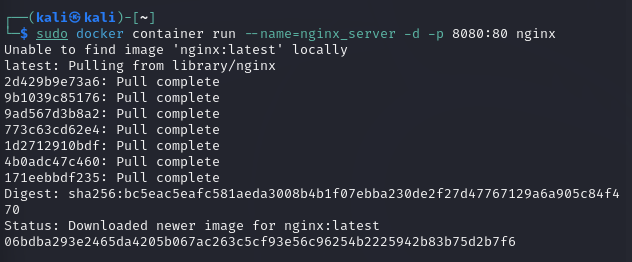 ┌──(kali㉿kali)-[~]
└─$ sudo docker container run --name=nginx_server -d -p 8080:80 nginx
Unable to find image 'nginx:latest' locally
latest: Pulling from library/nginx
2d429b9e73a6: Pull complete
9b1039c85176: Pull complete
9ad567d3b8a2: Pull complete
773c63cd62e4: Pull complete
1d2712910bdf: Pull complete
4b0adc47c460: Pull complete
171eebbdf235: Pull complete
Digest: sha256:bc5eac5eafc581aeda3008b4b1f07ebba230de2f27d47767129a6a905c84f4
70
Status: Downloaded newer image for nginx:latest
06bdba293e2465da4205b067ac263c5cf93e56c96254b2225942b83b75d2b7f6